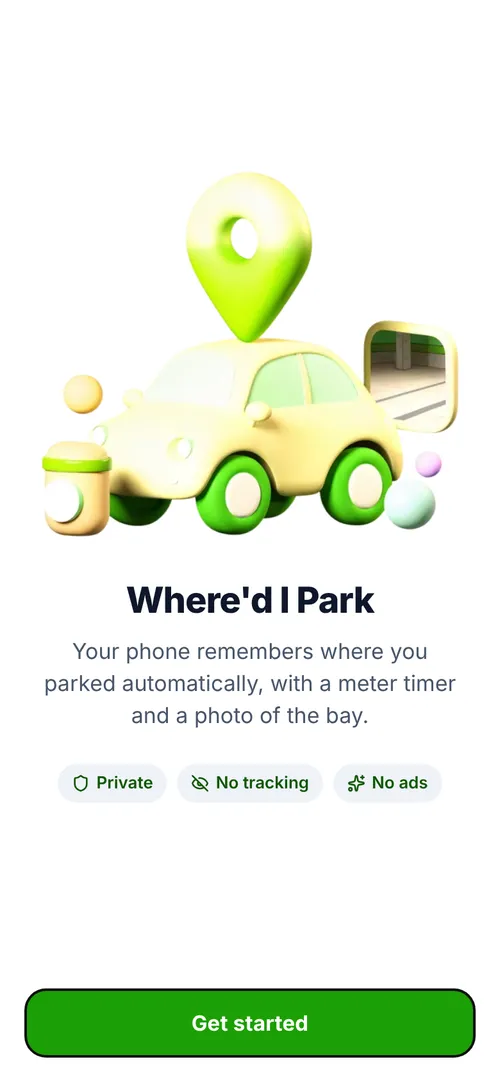 Where'd I Park
Your phone remembers where you
parked automatically, with a meter timer
and a photo of the bay.
Private
No tracking
No ads
Get started